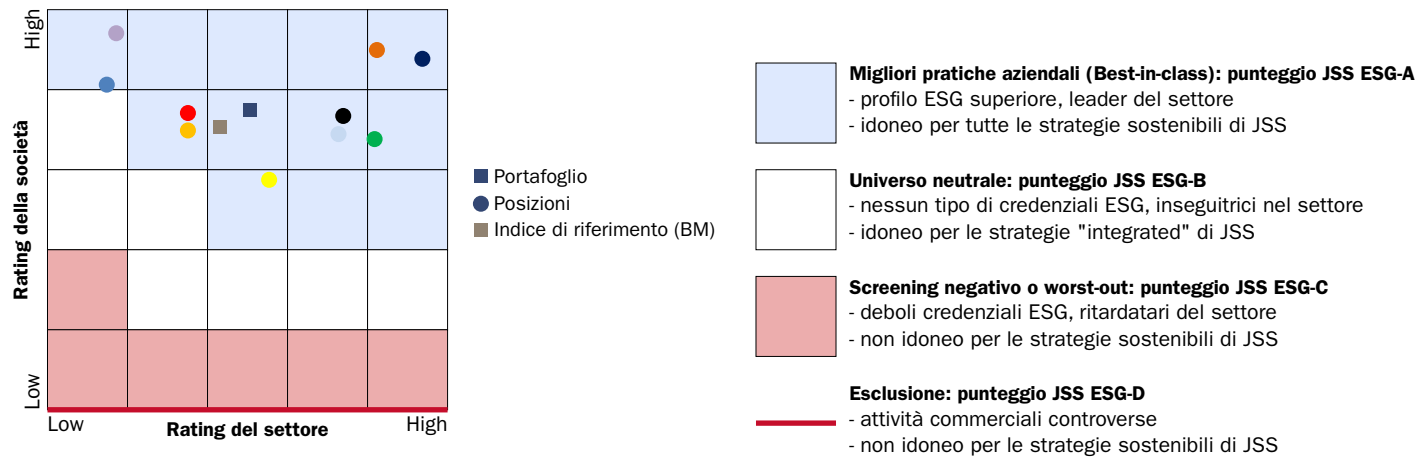 High
Rating della società
Low
Low
Rating del settore
High
Portafoglio
Posizioni
Indice di riferimento (BM)
Migliori pratiche aziendali (Best-in-class): punteggio JSS ESG-A
- profilo ESG superiore, leader del settore
- idoneo per tutte le strategie sostenibili di JSS
Universo neutrale: punteggio JSS ESG-B
- nessun tipo di credenziali ESG, inseguitrici nel settore
- idoneo per le strategie "integrated" di JSS
Screening negativo o worst-out: punteggio JSS ESG-C
- deboli credenziali ESG, ritardatari del settore
- non idoneo per le strategie sostenibili di JSS
Esclusione: punteggio JSS ESG-D
- attività commerciali controverse
- non idoneo per le strategie sostenibili di JSS